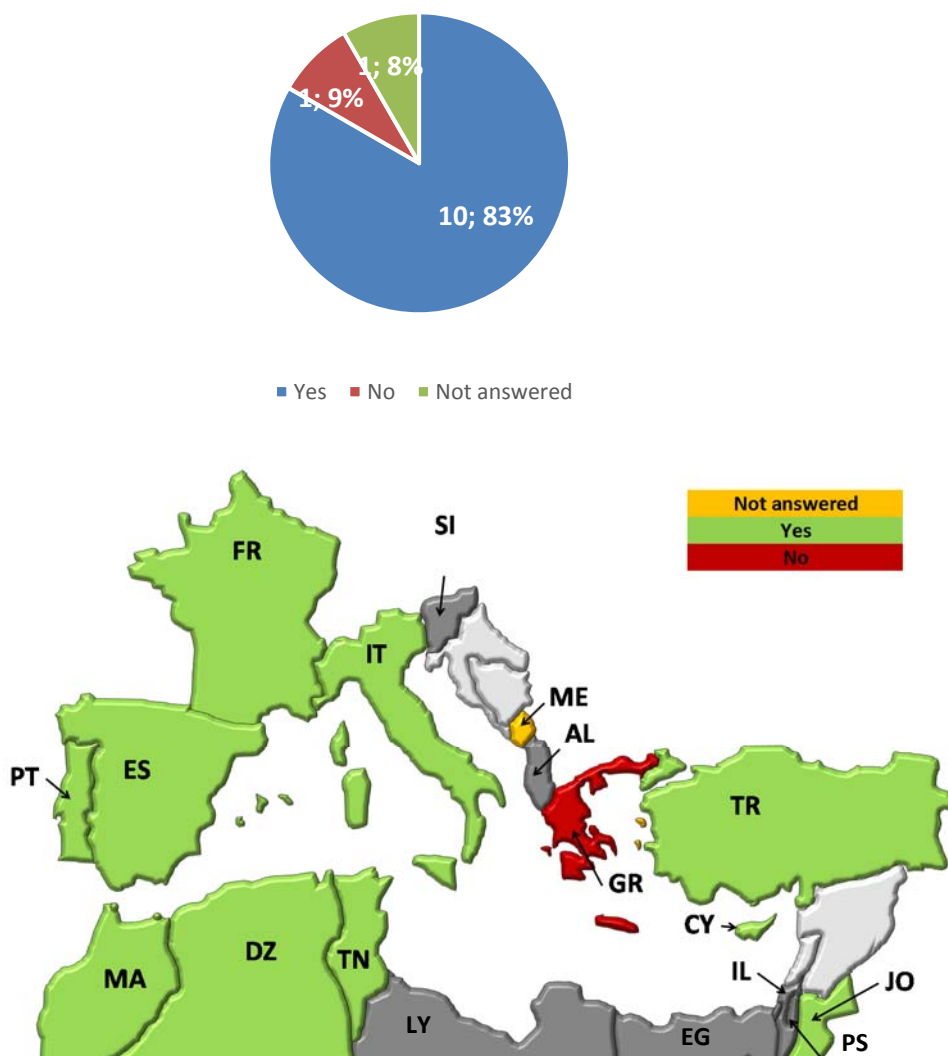 1; 8%
1; 9%
10; 83%
Yes No Not answered
Not answered
Yes
No
SI
FR
IT
ME
AL
PT
ES
TR
GR
CY
DZ
TN
MA
IL
JO
LY
EG
PS